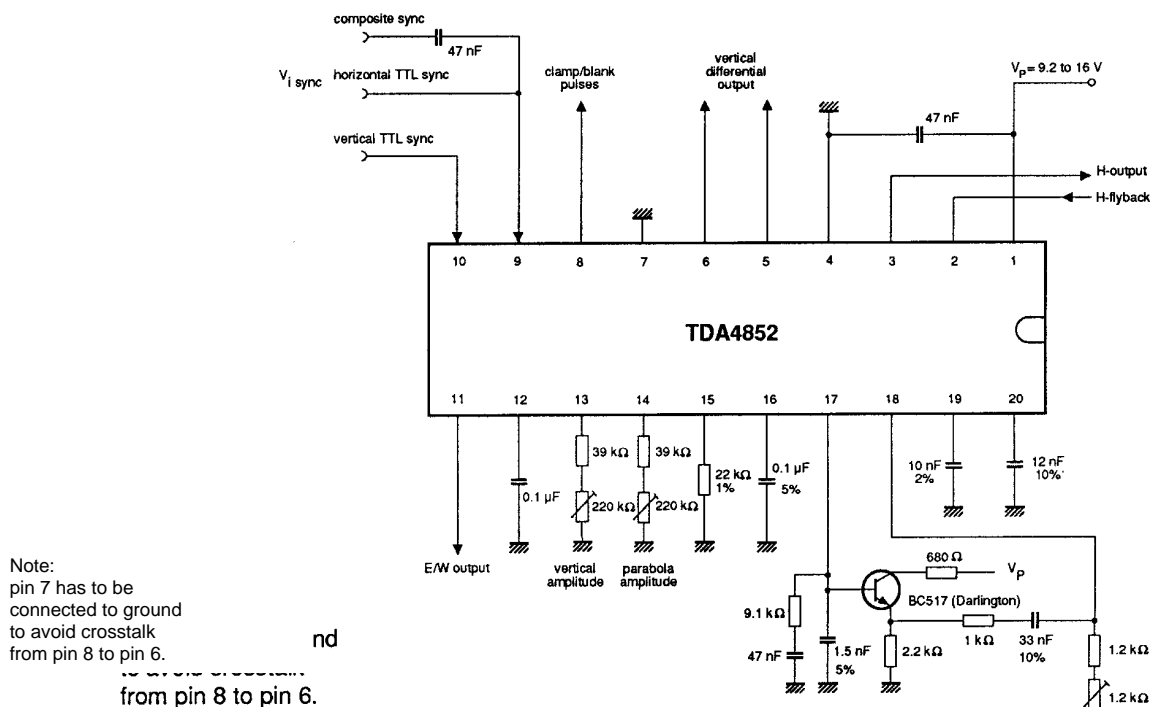 composite sync
47 nF
V i sync
horizontal TTL sync
vertical TTL sync
clamp/blank
pulses
vertical
differential
output
VP = 9.2 to 16 V
47 nF
H-output
H-flyback
10 9 8 7 6 5 4 3 2 1
TDA4852
11 12 13 14 15 16 17 18 19 20
0.1 µF
39 kΩ
220 kΩ
39 kΩ
220 kΩ
22 kΩ
1%
0.1 µF
5%
10 nF
2%
12 nF
10%
E/W output
vertical
amplitude
parabola
amplitude
680 Ω
VP
BC517 (Darlington)
9.1 kΩ
47 nF
1.5 nF
5%
2.2 kΩ
1 kΩ
33 nF
10%
1.2 kΩ
1.2 kΩ
Note:
pin 7 has to be
connected to ground
to avoid crosstalk
from pin 8 to pin 6.
nd
to avoid crosstalk
from pin 8 to pin 6.